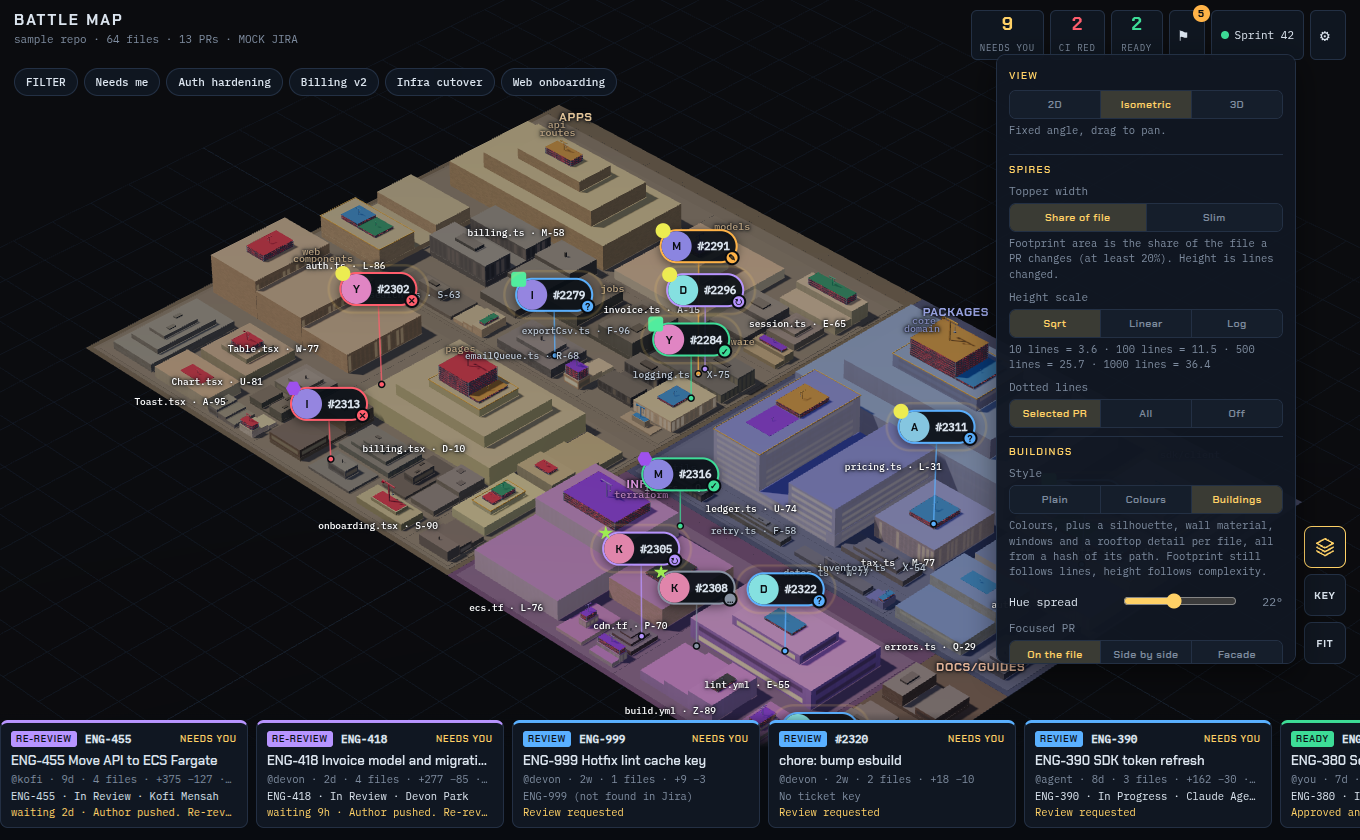 BATTLE MAP
sample repo · 64 files · 13 PRs · MOCK JIRA
9
NEEDS YOU
2
CI RED
2
READY
5
Sprint 42
FILTER
Needs me
Auth hardening
Billing v2
Infra cutover
Web onboarding
APPS
api
routes
models
billing.ts · M-58
M #2291
web
components
auth.ts · L-86
Y #2302
· S-63
I #2279
jobs
D #2296
invoice.ts · A-15
session.ts · E-65
exportCsv.ts · F-96
Y #2284
ware
pages
emailQueue.ts · R-68
logging.ts · X-75
Table.tsx · W-77
Chart.tsx · U-81
Toast.tsx · A-95
I #2313
billing.tsx · D-10
onboarding.tsx · S-90
PACKAGES
core
domain
A #2311
pricing.ts · L-31
M #2316
terraform
ledger.ts · U-74
retry.ts · F-58
K #2305
inventory.ts · X-54
tax.ts · M-77
K #2308
D #2322
ecs.tf · L-76
cdn.tf · P-70
errors.ts · Q-29
DOCS/GUIDES
lint.yml · E-55
build.yml · Z-89
VIEW
2D
Isometric
3D
Fixed angle, drag to pan.
SPIRES
Topper width
Share of file
Slim
Footprint area is the share of the file a
PR changes (at least 20%). Height is lines
changed.
Height scale
Sqrt
Linear
Log
10 lines = 3.6 · 100 lines = 11.5 · 500
lines = 25.7 · 1000 lines = 36.4
Dotted lines
Selected PR
All
Off
BUILDINGS
Style
Plain
Colours
Buildings
Colours, plus a silhouette, wall material,
windows and a rooftop detail per file, all
from a hash of its path. Footprint still
follows lines, height follows complexity.
Hue spread
22°
Focused PR
On the file
Side by side
Facade
KEY
FIT
RE-REVIEW ENG-455 NEEDS YOU
ENG-455 Move API to ECS Fargate
@kofi · 9d · 4 files · +375 −127 ·…
ENG-455 · In Review · Kofi Mensah
waiting 2d · Author pushed. Re-rev…
RE-REVIEW ENG-418 NEEDS YOU
ENG-418 Invoice model and migrati…
@devon · 2d · 4 files · +277 −85 ·…
ENG-418 · In Review · Devon Park
waiting 9h · Author pushed. Re-rev…
REVIEW ENG-999 NEEDS YOU
ENG-999 Hotfix lint cache key
@devon · 2w · 1 files · +9 −3
ENG-999 (not found in Jira)
Review requested
REVIEW #2320 NEEDS YOU
chore: bump esbuild
@devon · 2w · 2 files · +18 −10
No ticket key
Review requested
REVIEW ENG-390 NEEDS YOU
ENG-390 SDK token refresh
@agent · 8d · 3 files · +162 −30 ·…
ENG-390 · In Progress · Claude Age…
Review requested
READY
ENG-380
@you · 7d
ENG-380 ·
Approved an